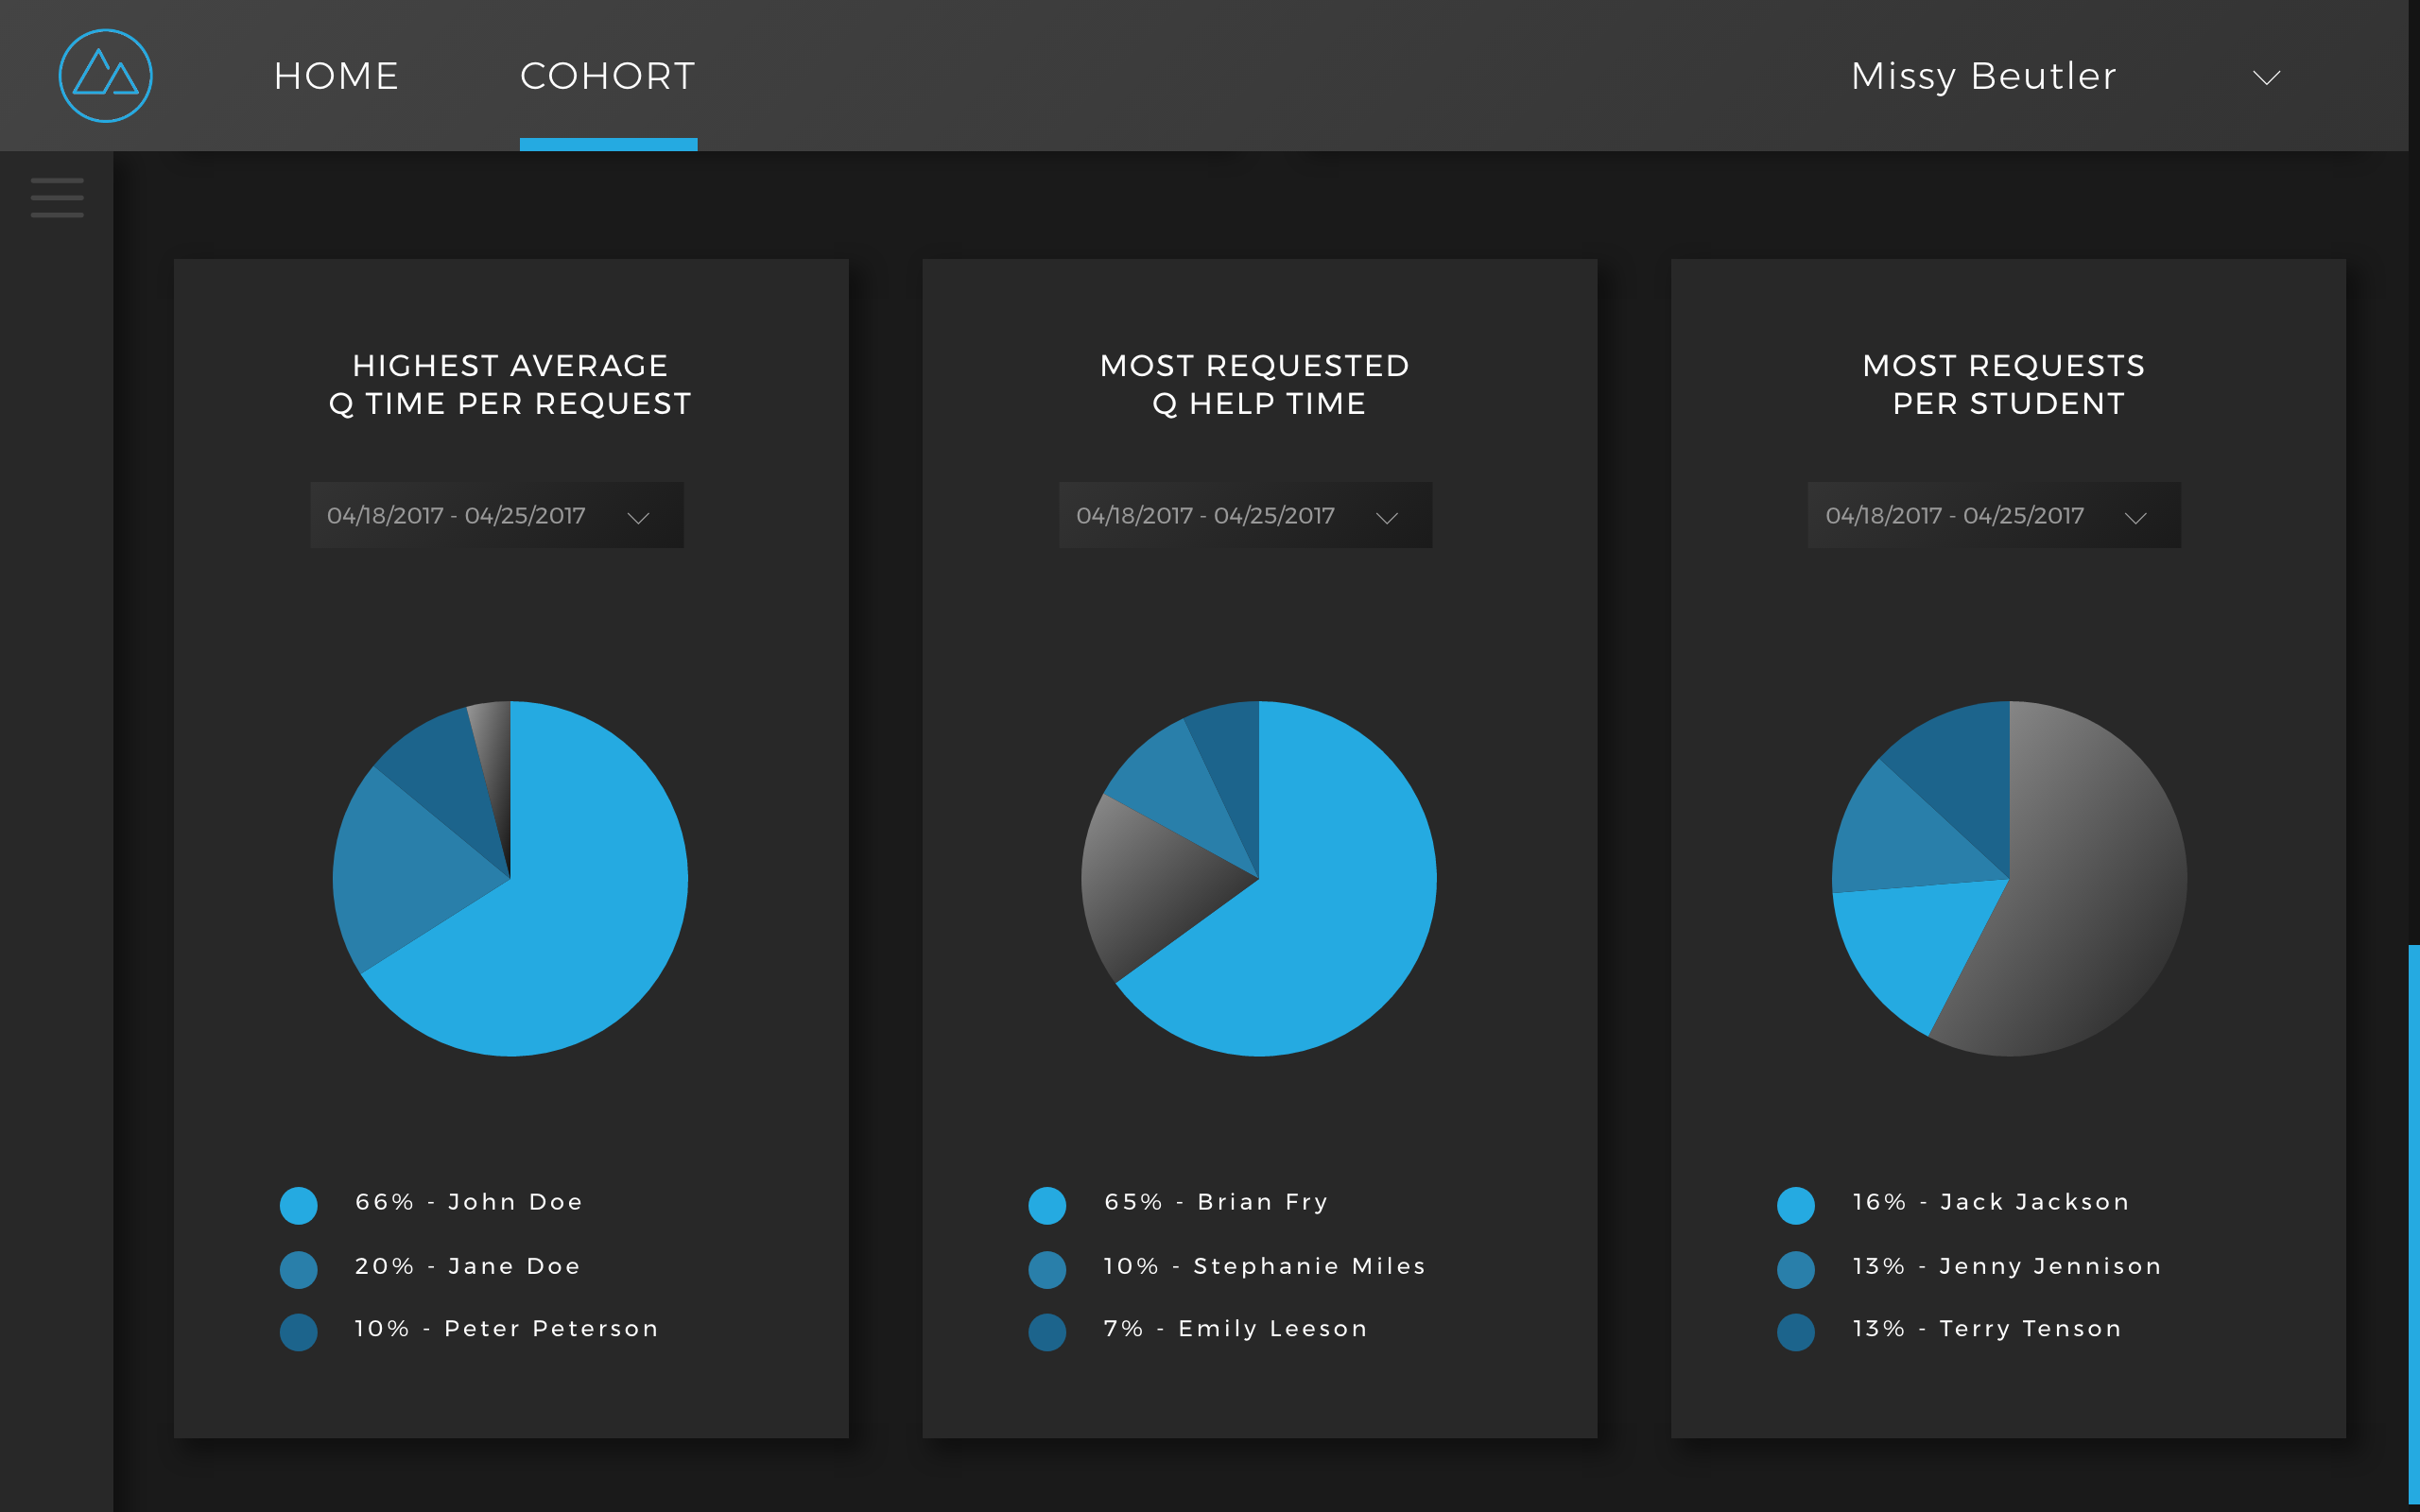 HOME
COHORT
Missy Beutler
HIGHEST AVERAGE
Q TIME PER REQUEST
04/18/2017 - 04/25/2017
66% - John Doe
20% - Jane Doe
10% - Peter Peterson
MOST REQUESTED
Q HELP TIME
04/18/2017 - 04/25/2017
65% - Brian Fry
10% - Stephanie Miles
7% - Emily Leeson
MOST REQUESTS
PER STUDENT
04/18/2017 - 04/25/2017
16% - Jack Jackson
13% - Jenny Jennison
13% - Terry Tenson